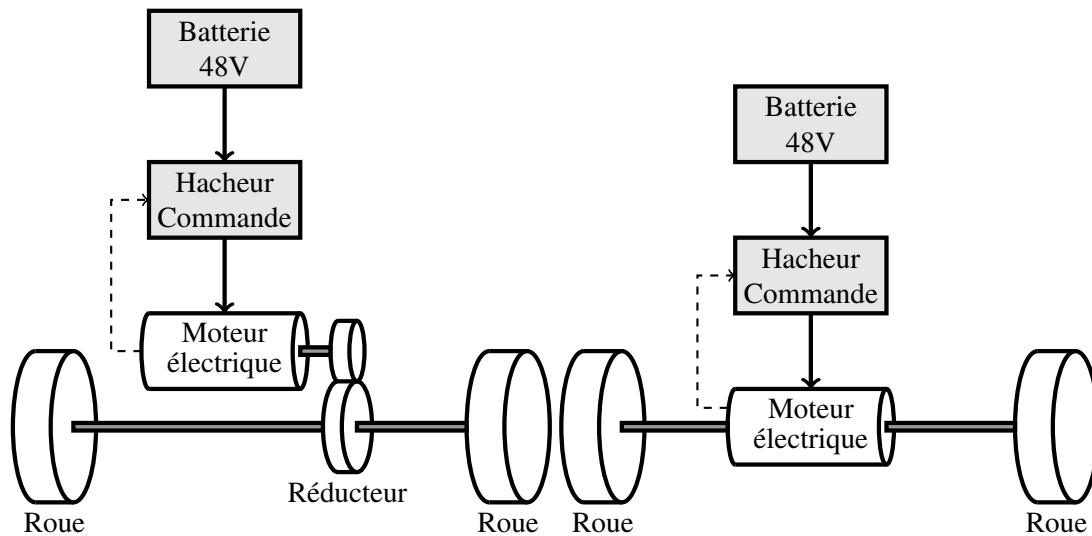 Batterie
48V
Hacheur
Commande
Moteur
électrique
Réducteur
Roue
Roue
Batterie
48V
Hacheur
Commande
Moteur
électrique
Roue
Roue